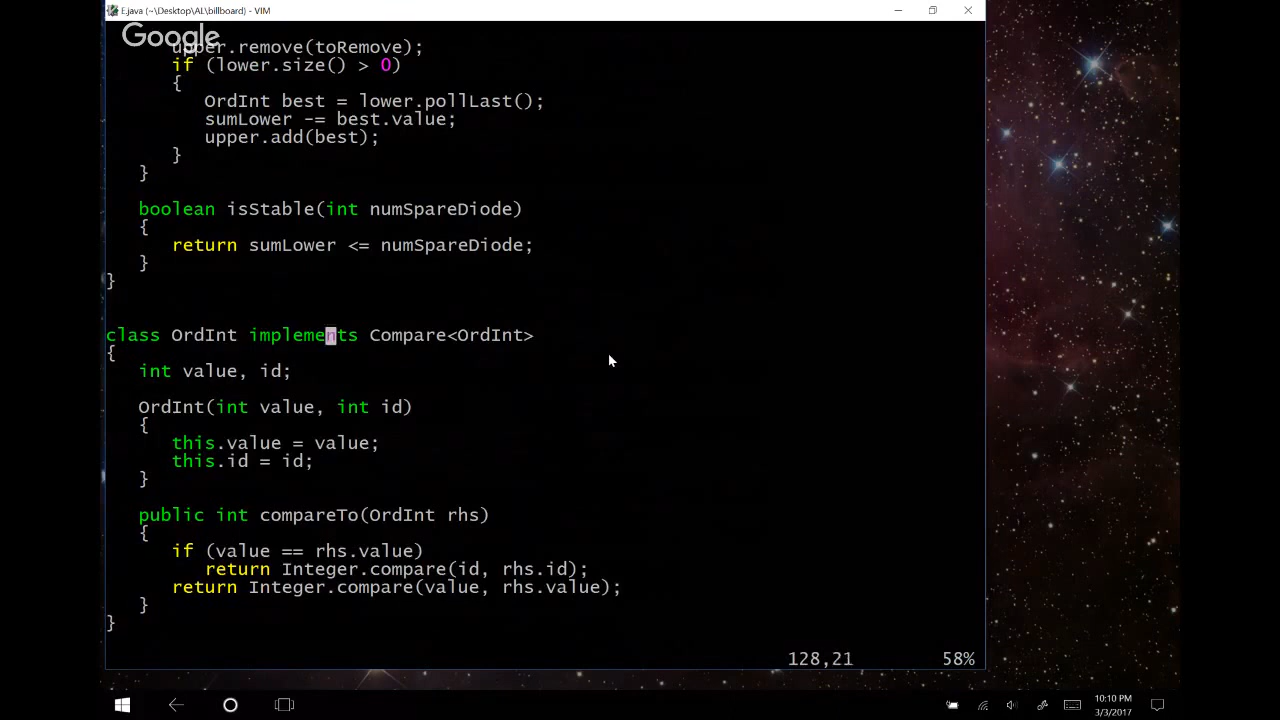 E.java (~\Desktop\AL\billboard) - VIM
Google
upper.remove(toRemove);
if (lower.size() > 0)
{
OrdInt best = lower.pollLast();
sumLower -= best.value;
upper.add(best);
}
}
boolean isStable(int numSpareDiode)
{
return sumLower <= numSpareDiode;
}
}
class OrdInt implements Compare<OrdInt>
{
int value, id;
OrdInt(int value, int id)
{
this.value = value;
this.id = id;
}
public int compareTo(OrdInt rhs)
{
if (value == rhs.value)
return Integer.compare(id, rhs.id);
return Integer.compare(value, rhs.value);
}
}
128,21 58%
10:10 PM
3/3/2017